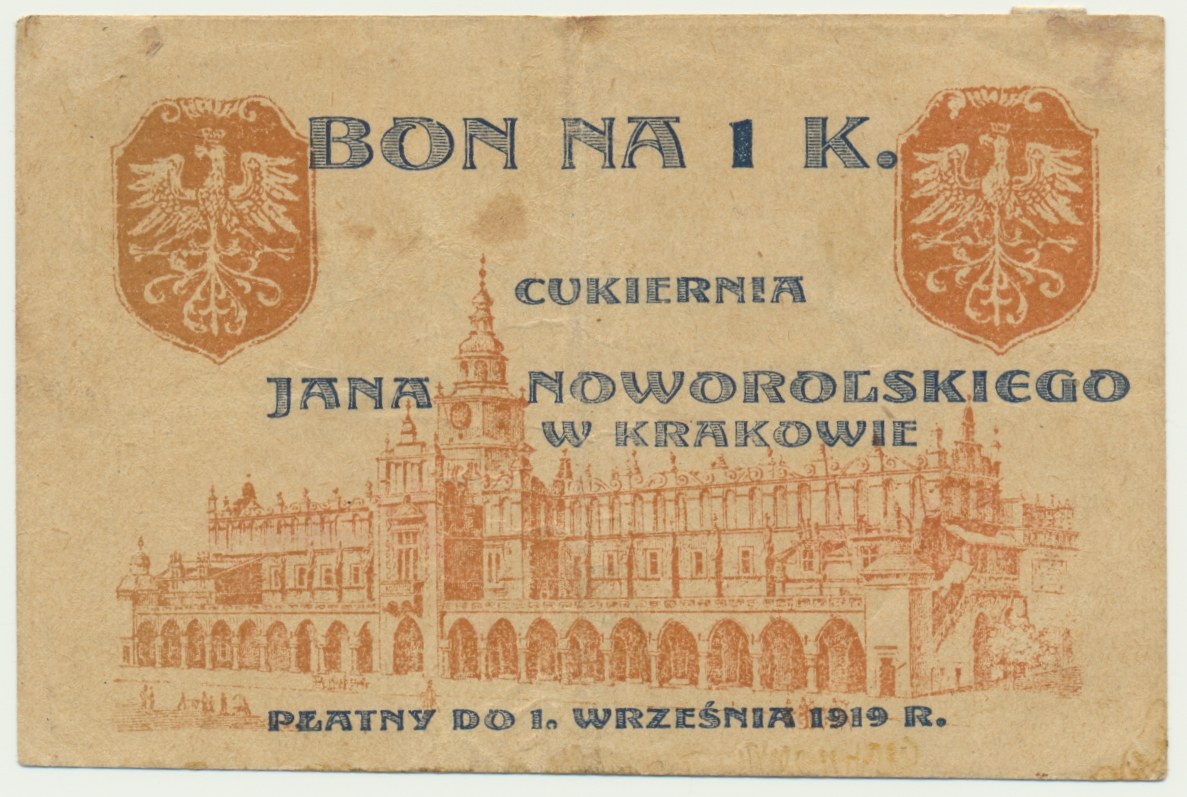 BON NA 1 K.
CUKIERNIA
JANA NOWOROLSKIEGO
W KRAKOWIE
PŁATNY DO 1. WRZEŚNIA 1919 R.